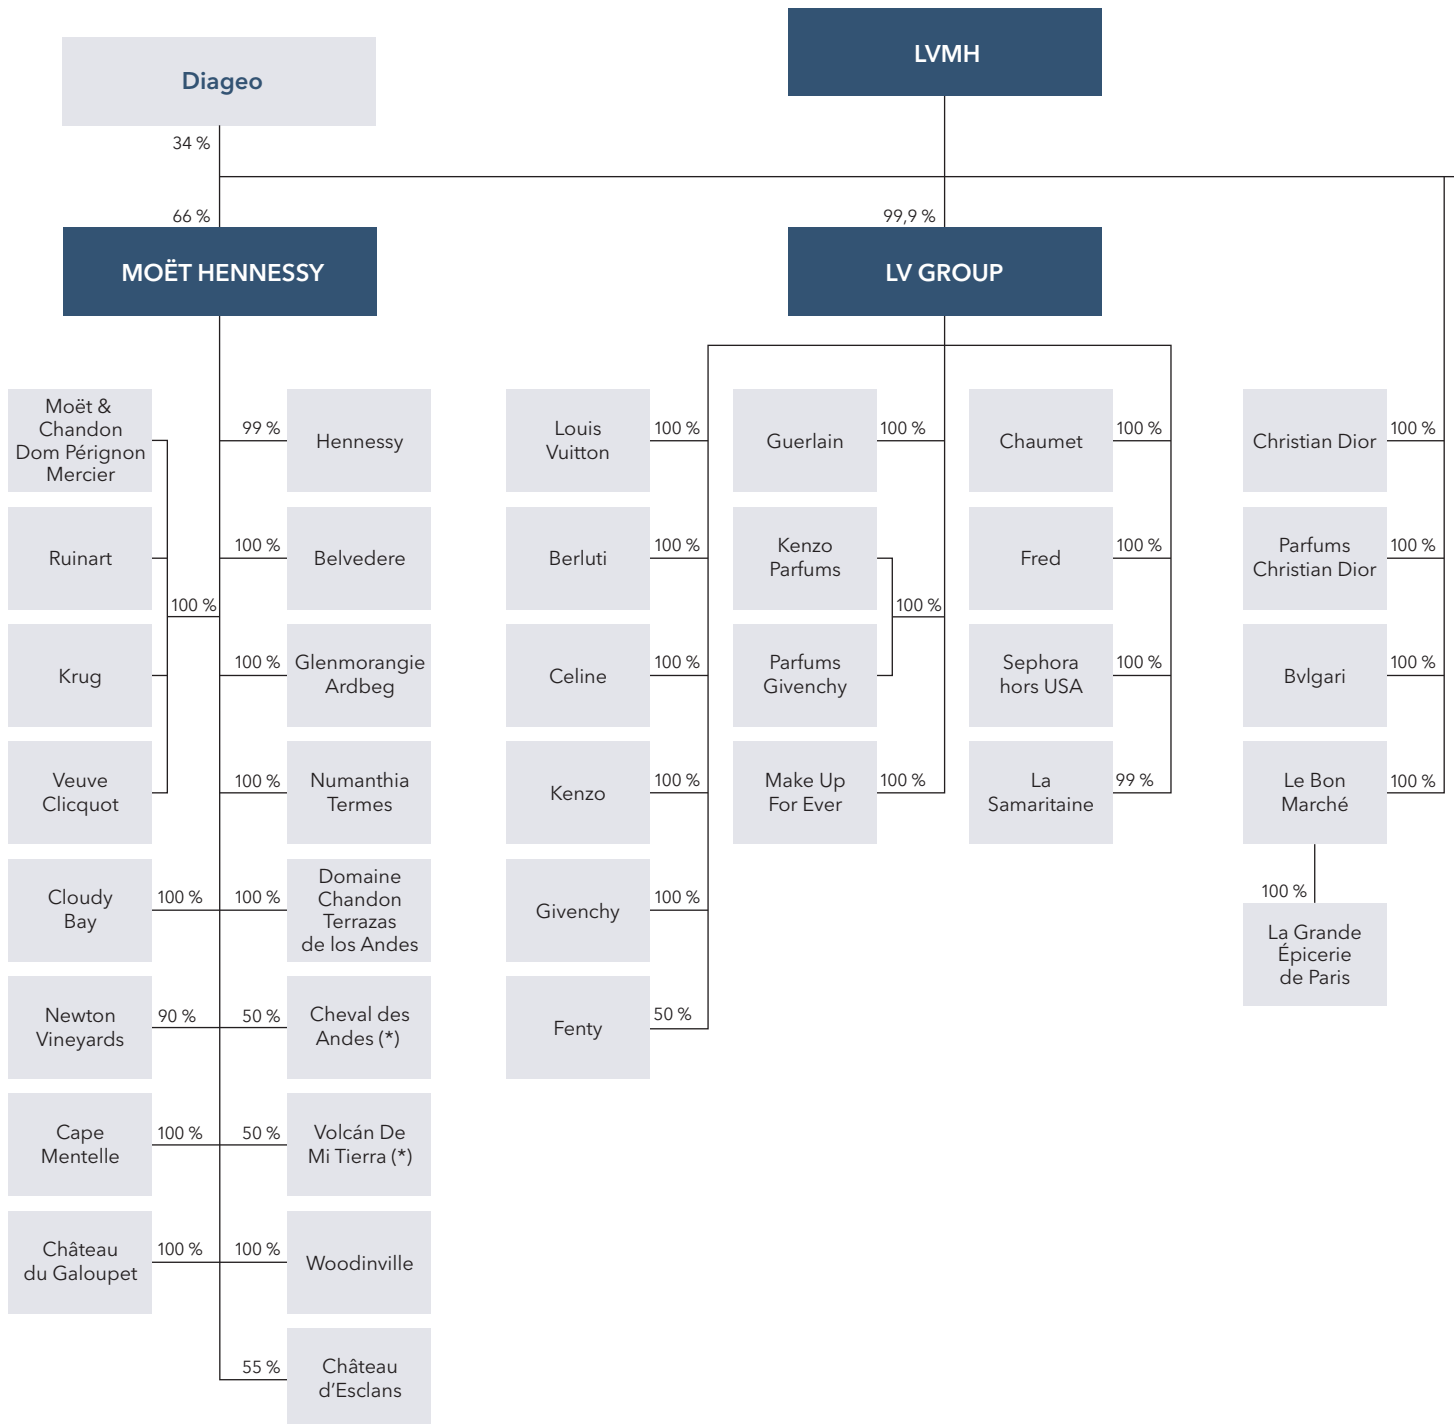 LVMH
Diageo
34 %
66 %
99,9 %
MOËT HENNESSY
LV GROUP
Moët &
Chandon
Dom Pérignon
Mercier
99 %
Hennessy
Louis
Vuitton
100 %
Guerlain
100 %
Chaumet
100 %
Christian Dior
100 %
Ruinart
100 %
Belvedere
Berluti
100 %
Kenzo
Parfums
Fred
100 %
Parfums
Christian Dior
100 %
100 %
100 %
Krug
100 %
Glenmorangie
Ardbeg
Celine
100 %
Parfums
Givenchy
Sephora
hors USA
100 %
Bvlgari
100 %
Veuve
Clicquot
100 %
Numanthia
Termes
Kenzo
100 %
Make Up
For Ever
100 %
La
Samaritaine
99 %
Le Bon
Marché
100 %
Cloudy
Bay
100 %
100 %
Domaine
Chandon
Terrazas
de los Andes
Givenchy
100 %
100 %
La Grande
Épicerie
de Paris
Newton
Vineyards
90 %
50 %
Cheval des
Andes (*)
Fenty
50 %
Cape
Mentelle
100 %
50 %
Volcán De
Mi Tierra (*)
Château
du Galoupet
100 %
100 %
Woodinville
55 %
Château
d'Esclans